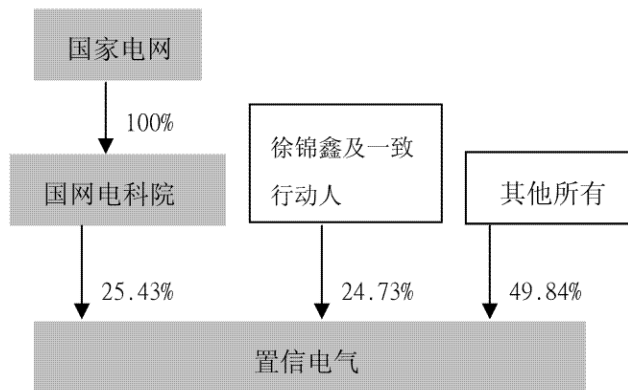 国家电网
100%
徐锦鑫及一致
行动人
国网电科院
其他所有
25.43%
24.73%
49.84%
置信电气